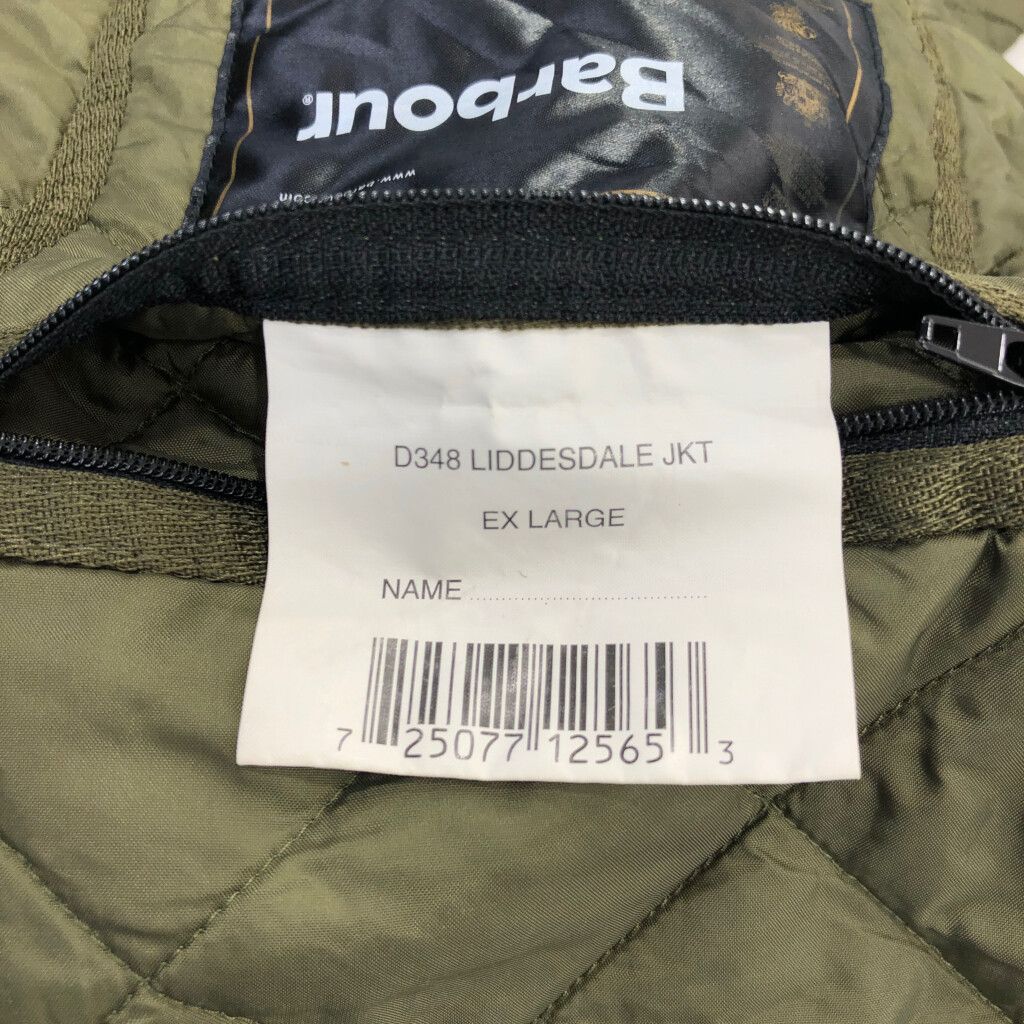 Barbour®
D348 LIDDESDALE JKT
EX LARGE
NAME
7 25077 12565 3